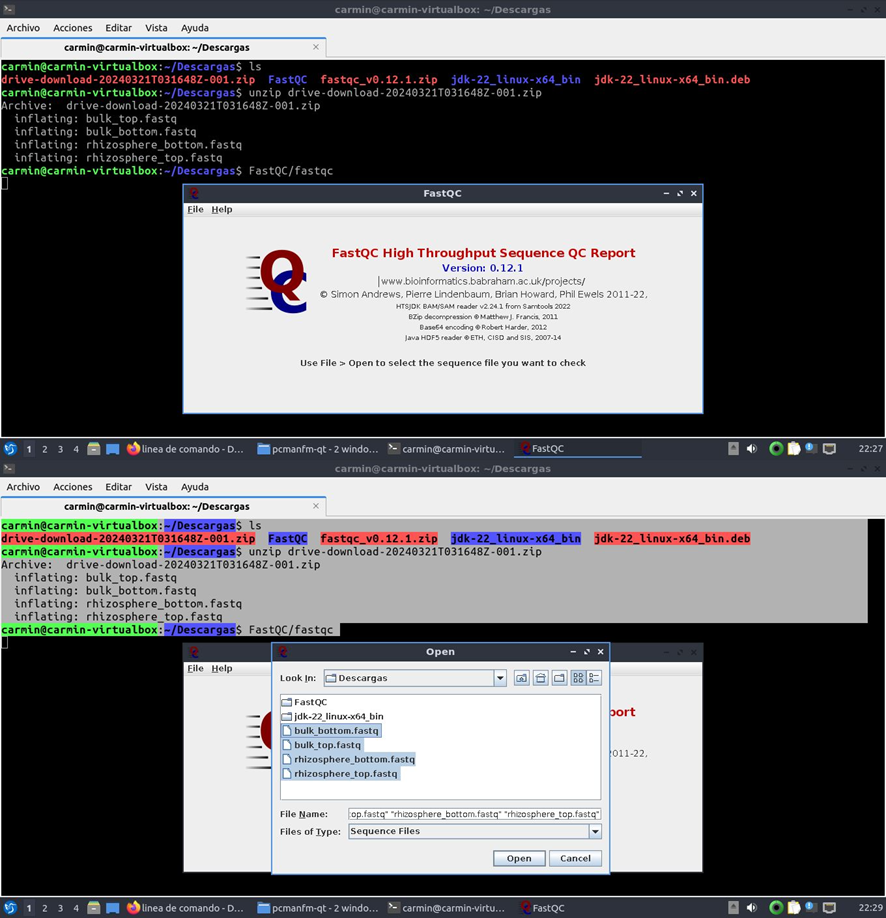 carmin@carmin-virtualbox: ~/Descargas
Archivo Acciones Editar Vista Ayuda
carmin@carmin-virtualbox: ~/Descargas ×
carmin@carmin-virtualbox:~/Descargas$ ls
drive-download-20240321T031648Z-001.zip FastQC fastqc_v0.12.1.zip jdk-22_linux-x64_bin jdk-22_linux-x64_bin.deb
carmin@carmin-virtualbox:~/Descargas$ unzip drive-download-20240321T031648Z-001.zip
Archive: drive-download-20240321T031648Z-001.zip
inflating: bulk_top.fastq
inflating: bulk_bottom.fastq
inflating: rhizosphere_bottom.fastq
inflating: rhizosphere_top.fastq
carmin@carmin-virtualbox:~/Descargas$ FastQC/fastqc
FastQC
File Help
QC
FastQC High Throughput Sequence QC Report
Version: 0.12.1
www.bioinformatics.babraham.ac.uk/projects/
© Simon Andrews, Pierre Lindenbaum, Brian Howard, Phil Ewels 2011-22,
HTSJDK BAM/SAM reader v2.24.1 from Samtools 2022
BZip decompression © Matthew J. Francis, 2011
Base64 encoding © Robert Harder, 2012
Java HDF5 reader © ETH, CISD and SIS, 2007-14
Use File > Open to select the sequence file you want to check
1 2 3 4 linea de comando - D... pcmanfm-qt - 2 windo... carmin@carmin-virtu... FastQC 22:27
carmin@carmin-virtualbox: ~/Descargas
Archivo Acciones Editar Vista Ayuda
carmin@carmin-virtualbox: ~/Descargas ×
carmin@carmin-virtualbox:~/Descargas$ ls
drive-download-20240321T031648Z-001.zip FastQC fastqc_v0.12.1.zip jdk-22_linux-x64_bin jdk-22_linux-x64_bin.deb
carmin@carmin-virtualbox:~/Descargas$ unzip drive-download-20240321T031648Z-001.zip
Archive: drive-download-20240321T031648Z-001.zip
inflating: bulk_top.fastq
inflating: bulk_bottom.fastq
inflating: rhizosphere_bottom.fastq
inflating: rhizosphere_top.fastq
carmin@carmin-virtualbox:~/Descargas$ FastQC/fastqc
File Help
port
2011-22,
Open
Look In: Descargas
FastQC
jdk-22_linux-x64_bin
bulk_bottom.fastq
bulk_top.fastq
rhizosphere_bottom.fastq
rhizosphere_top.fastq
File Name: op.fastq" "rhizosphere_bottom.fastq" "rhizosphere_top.fastq"
Files of Type: Sequence Files
Open Cancel
1 2 3 4 linea de comando - D... pcmanfm-qt - 2 windo... carmin@carmin-virtu... FastQC 22:29